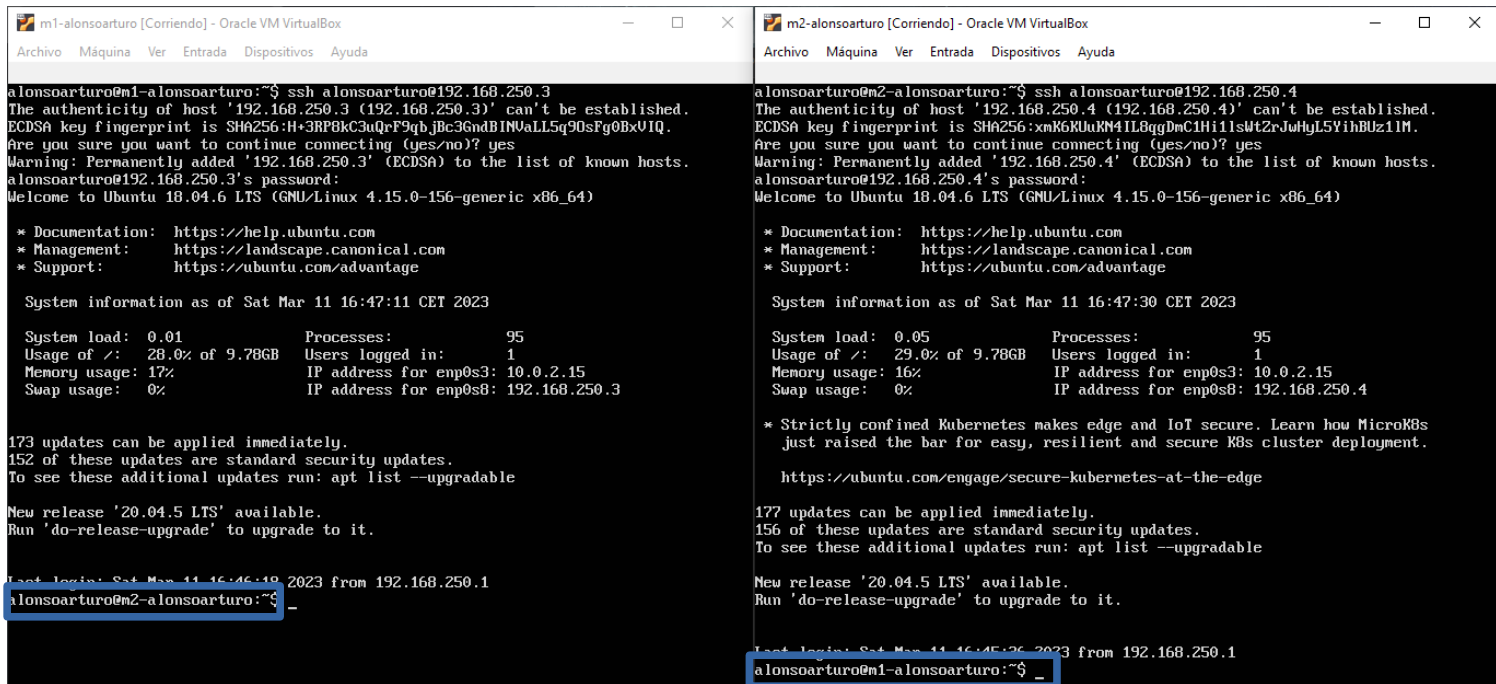 m1-alonsoarturo [Corriendo] - Oracle VM VirtualBox
Archivo Máquina Ver Entrada Dispositivos Ayuda
alonsoarturo@m1-alonsoarturo:~$ ssh alonsoarturo@192.168.250.3
The authenticity of host '192.168.250.3 (192.168.250.3)' can't be established.
ECDSA key fingerprint is SHA256:H+3RP8kC3uQrF9qbjBc3GndBINVaLL5q9OsFg0BxVIQ.
Are you sure you want to continue connecting (yes/no)? yes
Warning: Permanently added '192.168.250.3' (ECDSA) to the list of known hosts.
alonsoarturo@192.168.250.3's password:
Welcome to Ubuntu 18.04.6 LTS (GNU/Linux 4.15.0-156-generic x86_64)
* Documentation: https://help.ubuntu.com
* Management: https://landscape.canonical.com
* Support: https://ubuntu.com/advantage
System information as of Sat Mar 11 16:47:11 CET 2023
System load: 0.01 Processes: 95
Usage of /: 28.0% of 9.78GB Users logged in: 1
Memory usage: 17% IP address for enp0s3: 10.0.2.15
Swap usage: 0% IP address for enp0s8: 192.168.250.3
173 updates can be applied immediately.
152 of these updates are standard security updates.
To see these additional updates run: apt list --upgradable
New release '20.04.5 LTS' available.
Run 'do-release-upgrade' to upgrade to it.
Last login: Sat Mar 11 16:46:18 2023 from 192.168.250.1
alonsoarturo@m2-alonsoarturo:~$ _
m2-alonsoarturo [Corriendo] - Oracle VM VirtualBox
Archivo Máquina Ver Entrada Dispositivos Ayuda
alonsoarturo@m2-alonsoarturo:~$ ssh alonsoarturo@192.168.250.4
The authenticity of host '192.168.250.4 (192.168.250.4)' can't be established.
ECDSA key fingerprint is SHA256:xmK6KUuKN4IL8qgDmC1Hi1lsWt2rJwHyL5YihBUz1lM.
Are you sure you want to continue connecting (yes/no)? yes
Warning: Permanently added '192.168.250.4' (ECDSA) to the list of known hosts.
alonsoarturo@192.168.250.4's password:
Welcome to Ubuntu 18.04.6 LTS (GNU/Linux 4.15.0-156-generic x86_64)
* Documentation: https://help.ubuntu.com
* Management: https://landscape.canonical.com
* Support: https://ubuntu.com/advantage
System information as of Sat Mar 11 16:47:30 CET 2023
System load: 0.05 Processes: 95
Usage of /: 29.0% of 9.78GB Users logged in: 1
Memory usage: 16% IP address for enp0s3: 10.0.2.15
Swap usage: 0% IP address for enp0s8: 192.168.250.4
* Strictly confined Kubernetes makes edge and IoT secure. Learn how MicroK8s
just raised the bar for easy, resilient and secure K8s cluster deployment.
https://ubuntu.com/engage/secure-kubernetes-at-the-edge
177 updates can be applied immediately.
156 of these updates are standard security updates.
To see these additional updates run: apt list --upgradable
New release '20.04.5 LTS' available.
Run 'do-release-upgrade' to upgrade to it.
Last login: Sat Mar 11 16:45:26 2023 from 192.168.250.1
alonsoarturo@m1-alonsoarturo:~$ _